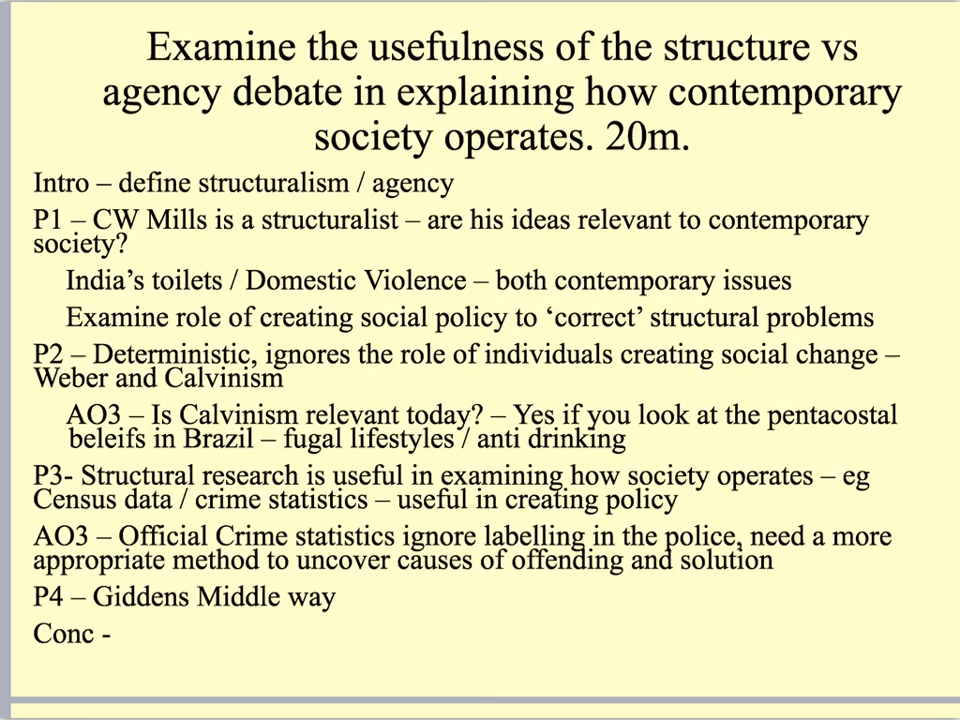 Examine the usefulness of the structure vs
agency debate in explaining how contemporary
society operates. 20m.
Intro – define structuralism / agency
P1 – CW Mills is a structuralist – are his ideas relevant to contemporary
society?
India’s toilets / Domestic Violence – both contemporary issues
Examine role of creating social policy to ‘correct’ structural problems
P2 – Deterministic, ignores the role of individuals creating social change –
Weber and Calvinism
AO3 – Is Calvinism relevant today? – Yes if you look at the pentacostal
beleifs in Brazil – fugal lifestyles / anti drinking
P3- Structural research is useful in examining how society operates – eg
Census data / crime statistics – useful in creating policy
AO3 – Official Crime statistics ignore labelling in the police, need a more
appropriate method to uncover causes of offending and solution
P4 – Giddens Middle way
Conc -